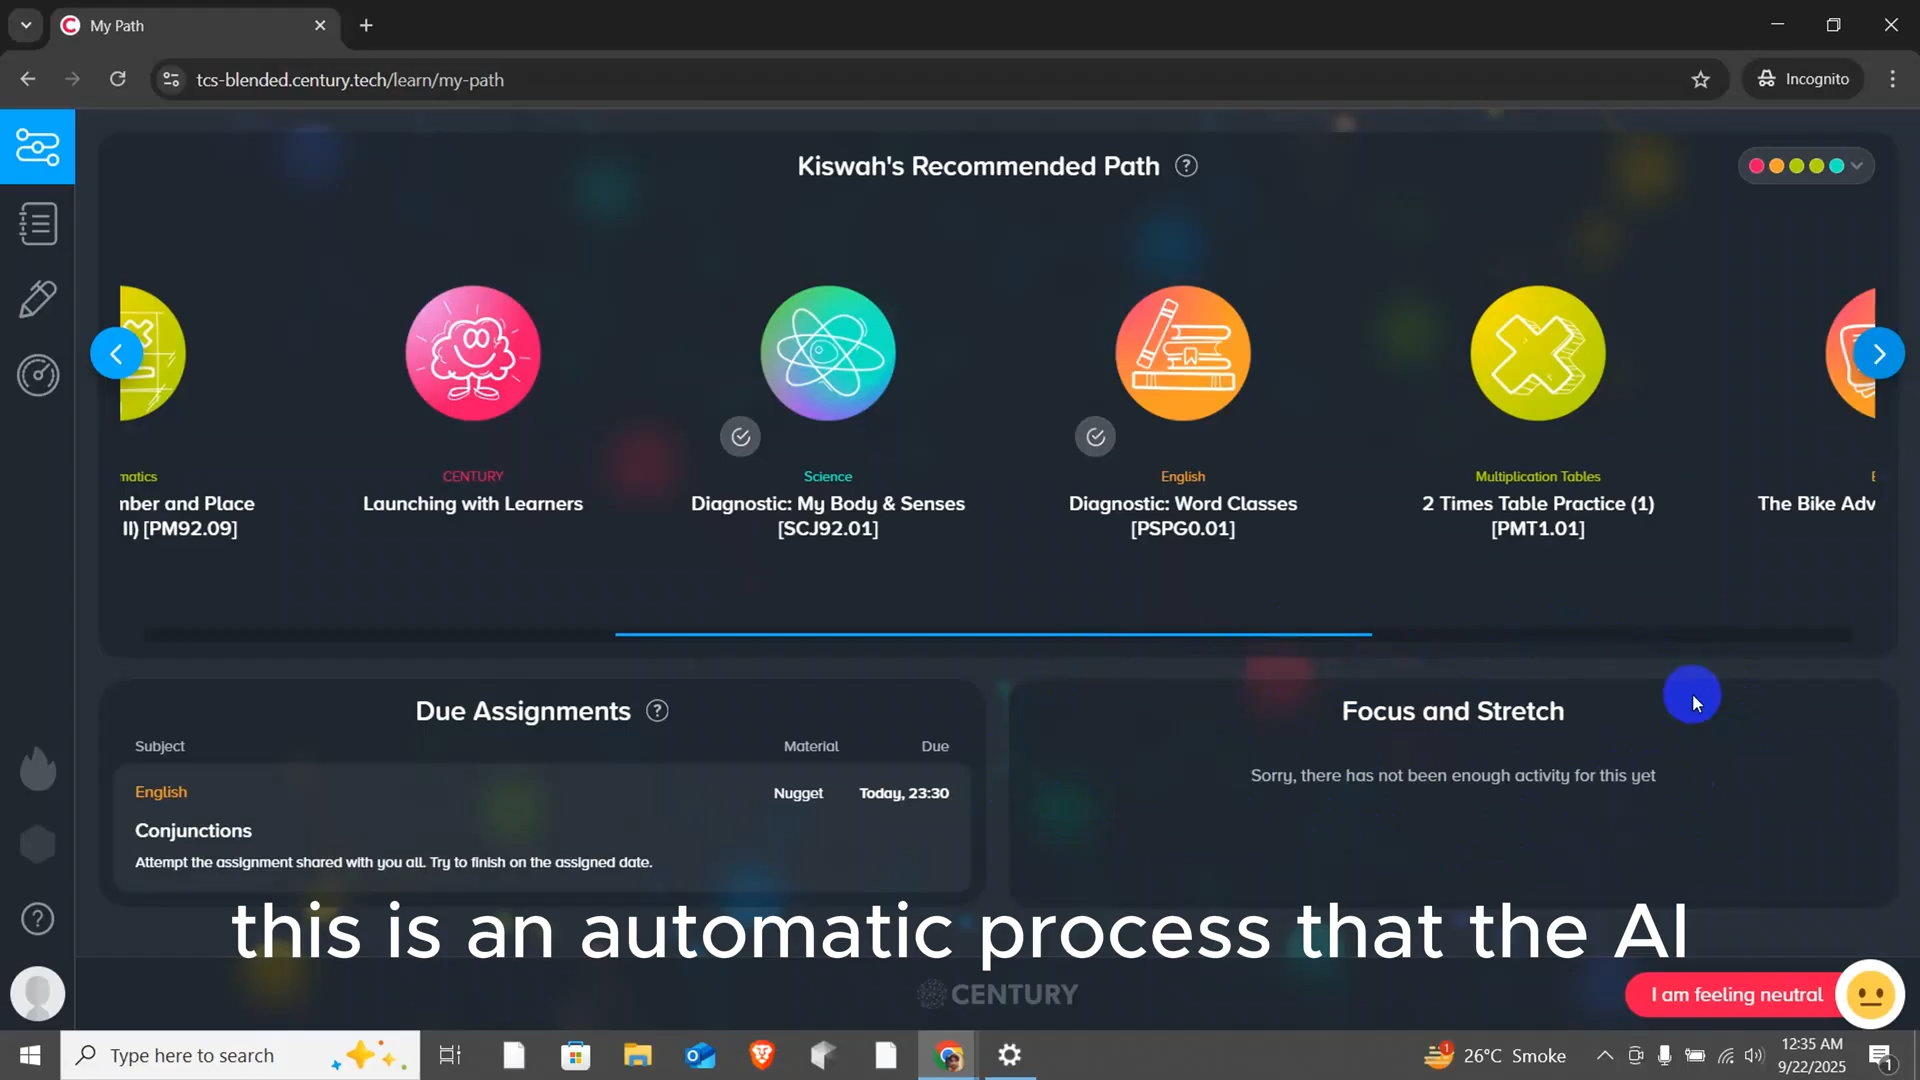 My Path
tcs-blended.century.tech/learn/my-path
Incognito
Kiswah's Recommended Path
matics
mber and Place
II) [PM92.09]
CENTURY
Launching with Learners
Science
Diagnostic: My Body & Senses
[SCJ92.01]
English
Diagnostic: Word Classes
[PSPG0.01]
Multiplication Tables
2 Times Table Practice (1)
[PMT1.01]
E
The Bike Adv
Due Assignments
Subject Material Due
English Nugget Today, 23:30
Conjunctions
Attempt the assignment shared with you all. Try to finish on the assigned date.
Focus and Stretch
Sorry, there has not been enough activity for this yet
this is an automatic process that the AI
CENTURY
I am feeling neutral
Type here to search
26°C Smoke
12:35 AM
9/22/2025